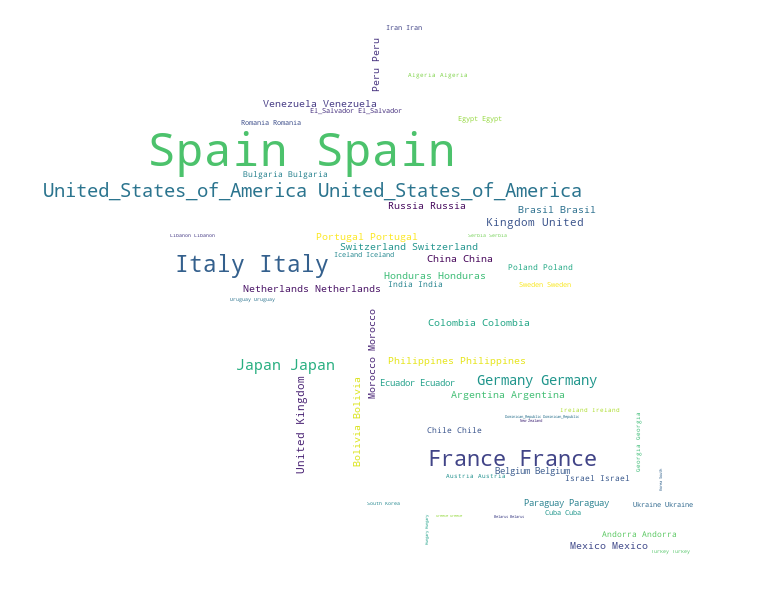 Iran Iran
Peru Peru
Algeria Algeria
Venezuela Venezuela
El_Salvador El_Salvador
Romania Romania
Egypt Egypt
Spain Spain
Bulgaria Bulgaria
United_States_of_America United_States_of_America
Russia Russia
Brasil Brasil
Kingdom United
Libanon Libanon
Portugal Portugal
Serbia Serbia
Switzerland Switzerland
Iceland Iceland
China China
Italy Italy
Poland Poland
Honduras Honduras
India India
Sweden Sweden
Netherlands Netherlands
Uruguay Uruguay
Morocco Morocco
Colombia Colombia
Philippines Philippines
Japan Japan
Ecuador Ecuador
Germany Germany
Argentina Argentina
United Kingdom
Bolivia Bolivia
Ireland Ireland
Dominican_Republic Dominican_Republic
New Zealand
Chile Chile
Georgia Georgia
France France
Belgium Belgium
Austria Austria
Israel Israel
Korea South
South Korea
Paraguay Paraguay
Ukraine Ukraine
Cuba Cuba
Belarus Belarus
Hungary Hungary
Andorra Andorra
Mexico Mexico
Turkey Turkey